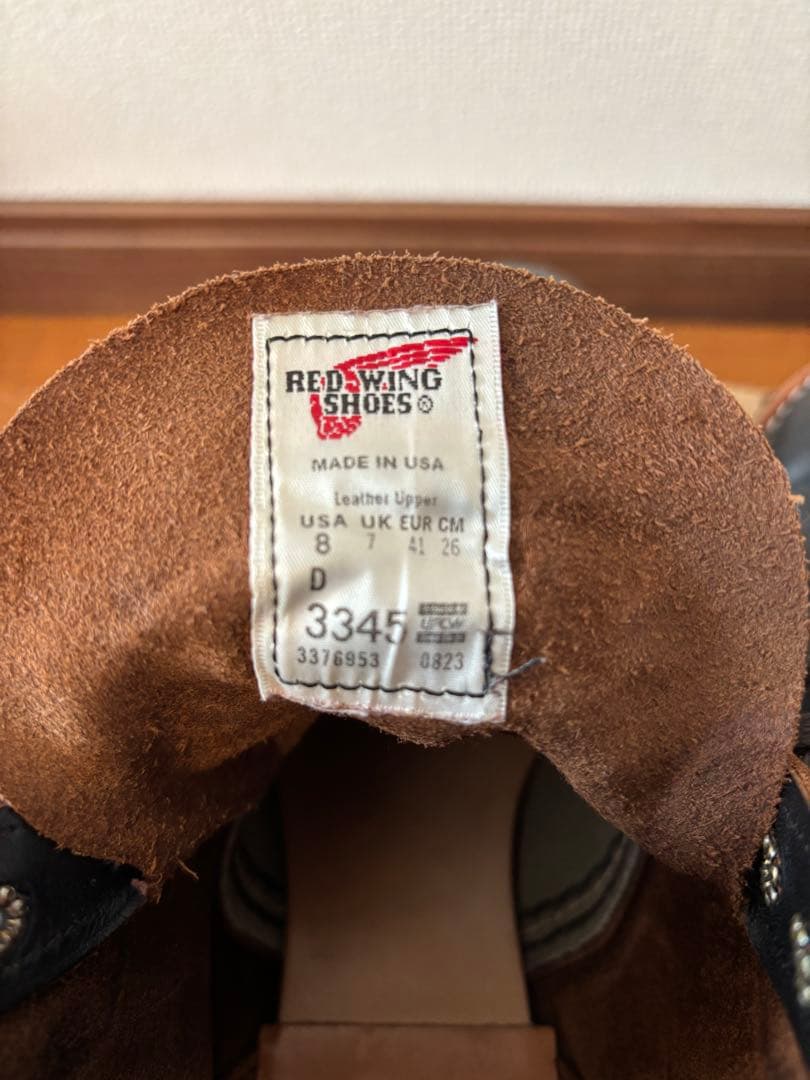 RED WING
SHOES®
MADE IN USA
Leather Upper
USA UK EUR CM
8 7 41 26
D
3345
UFCW
3376953 0823